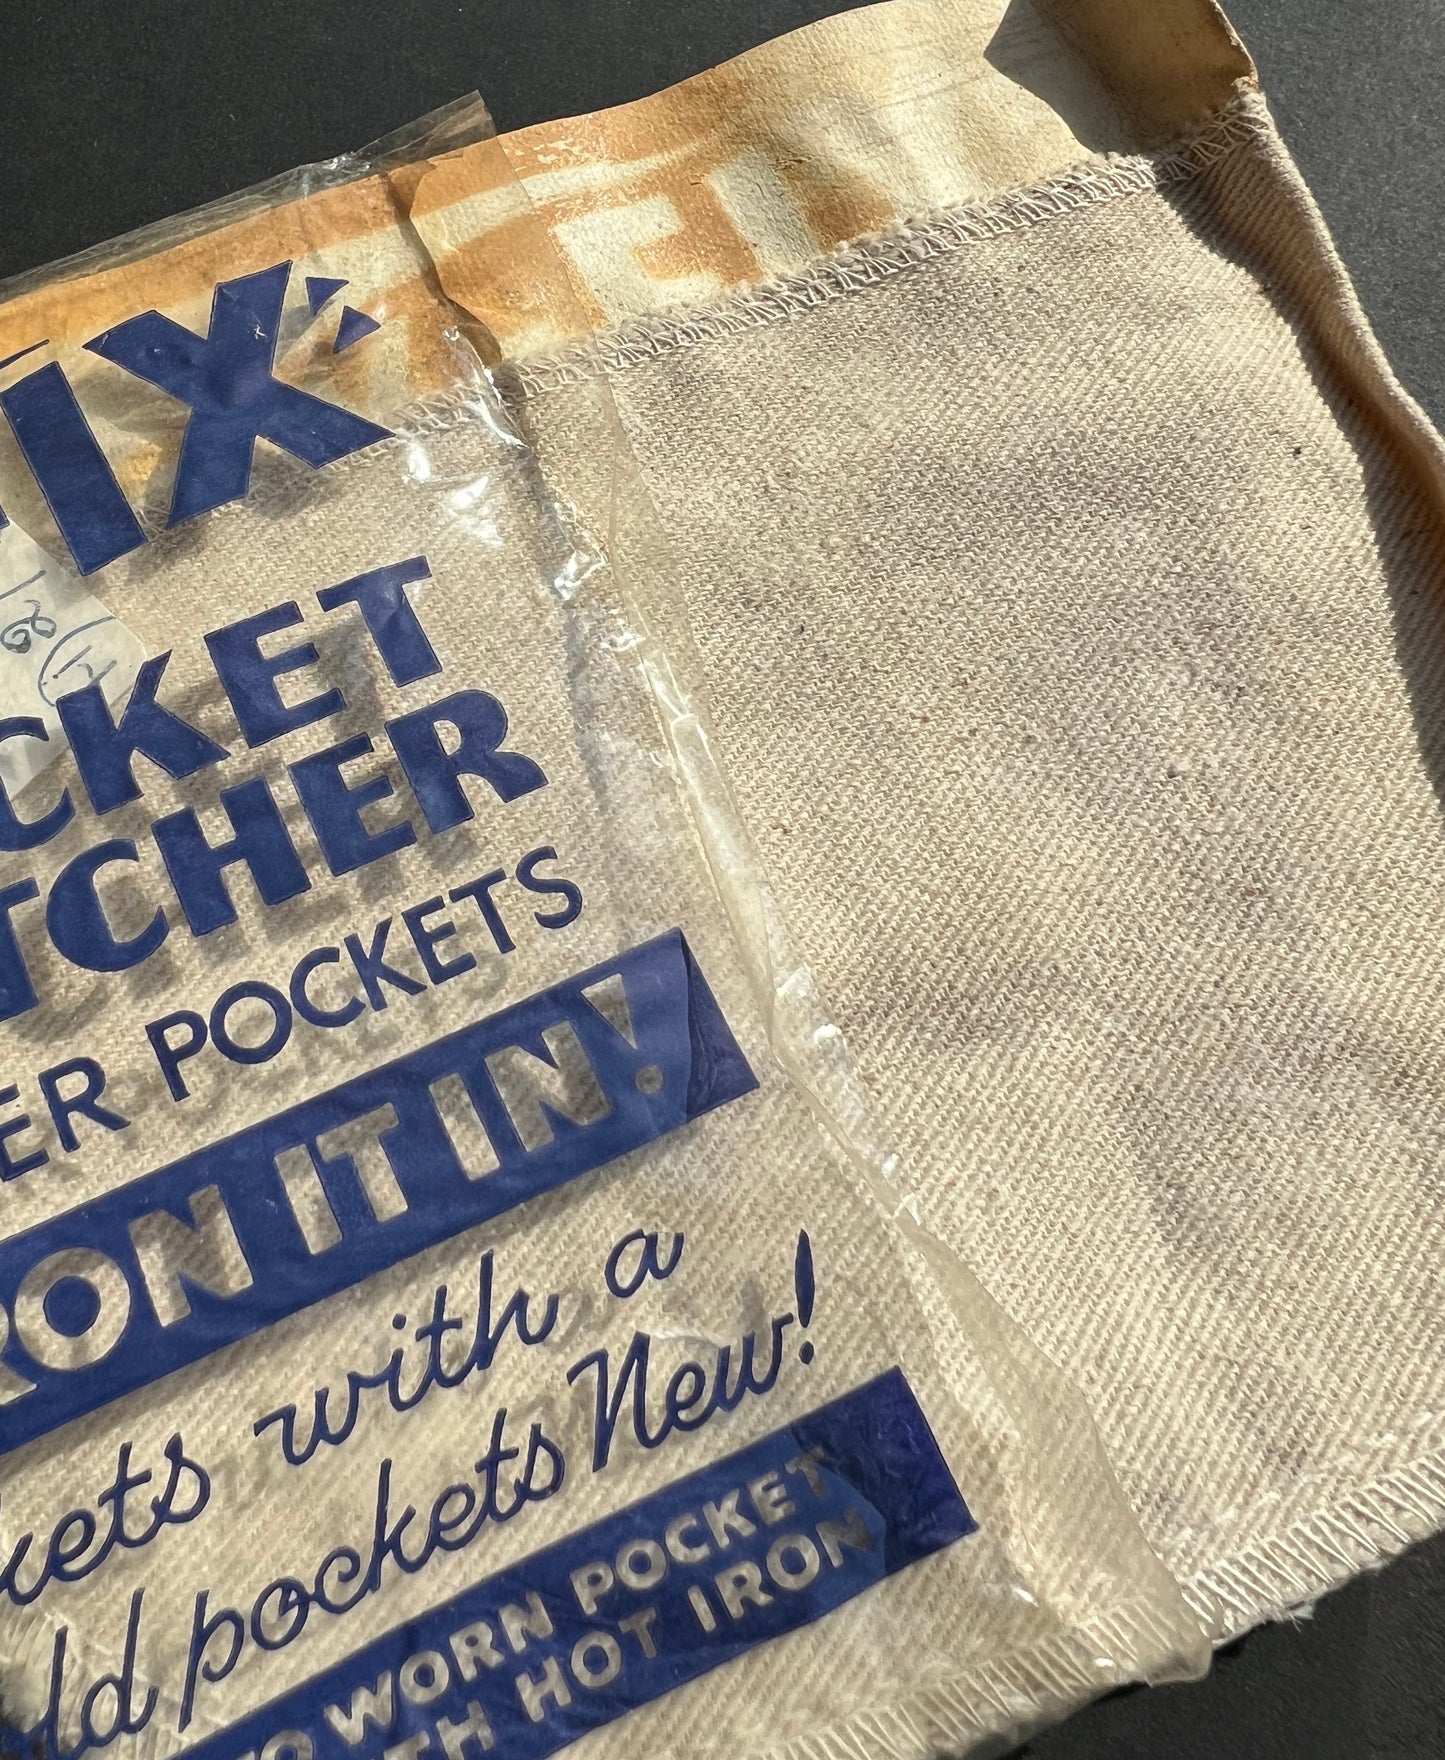 FIX
CKET
TCHER
ER POCKETS
RON IT IN!
kets with a
ld pockets New!
TO WORN POCKET
TH HOT IRON